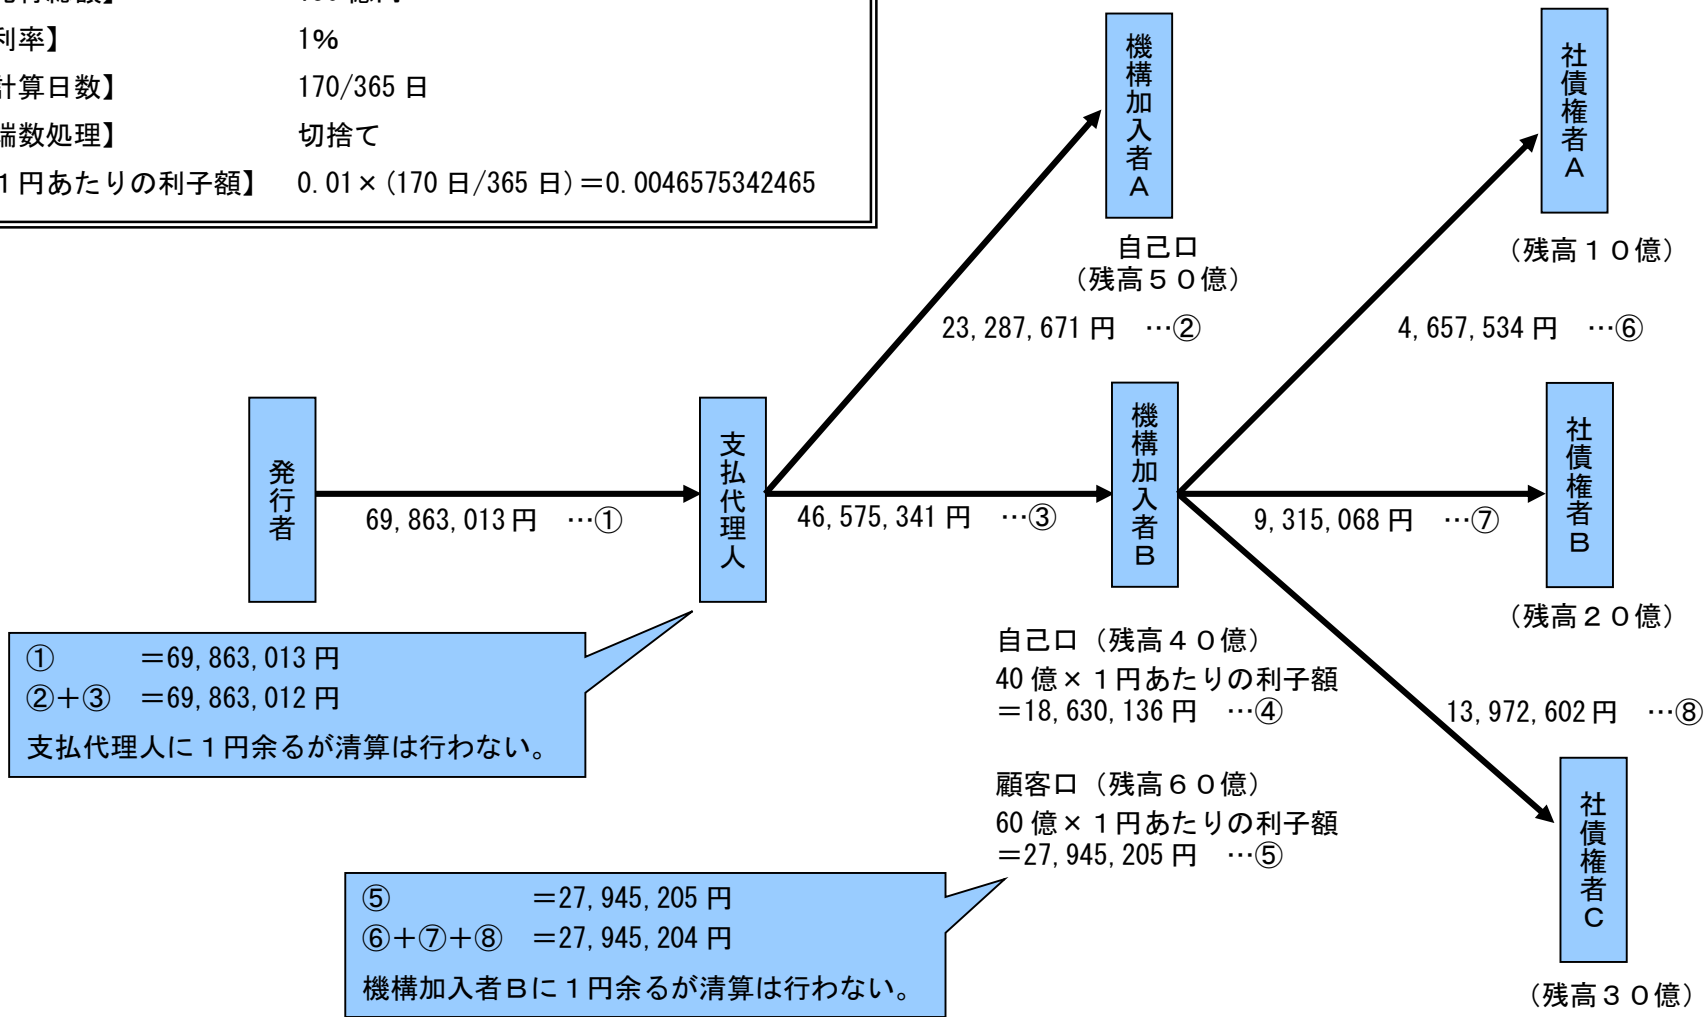 利率】 1%
計算日数】 170/365 日
端数処理】 切捨て
1円あたりの利子額】 0.01×(170 日/365 日)=0.0046575342465
機構加入者A
自己口
(残高50億)
社債権者A
(残高10億)
23,287,671 円 …②
4,657,534 円 …⑥
発行者
69,863,013 円 …①
支払代理人
46,575,341 円 …③
機構加入者B
9,315,068 円 …⑦
社債権者B
(残高20億)
①　　=69,863,013 円
②+③ =69,863,012 円
支払代理人に1円余るが清算は行わない。
自己口(残高40億)
40 億×1円あたりの利子額
=18,630,136 円 …④
13,972,602 円 …⑧
顧客口(残高60億)
60 億×1円あたりの利子額
=27,945,205 円 …⑤
社債権者C
(残高30億)
⑤　　　=27,945,205 円
⑥+⑦+⑧ =27,945,204 円
機構加入者Bに1円余るが清算は行わない。